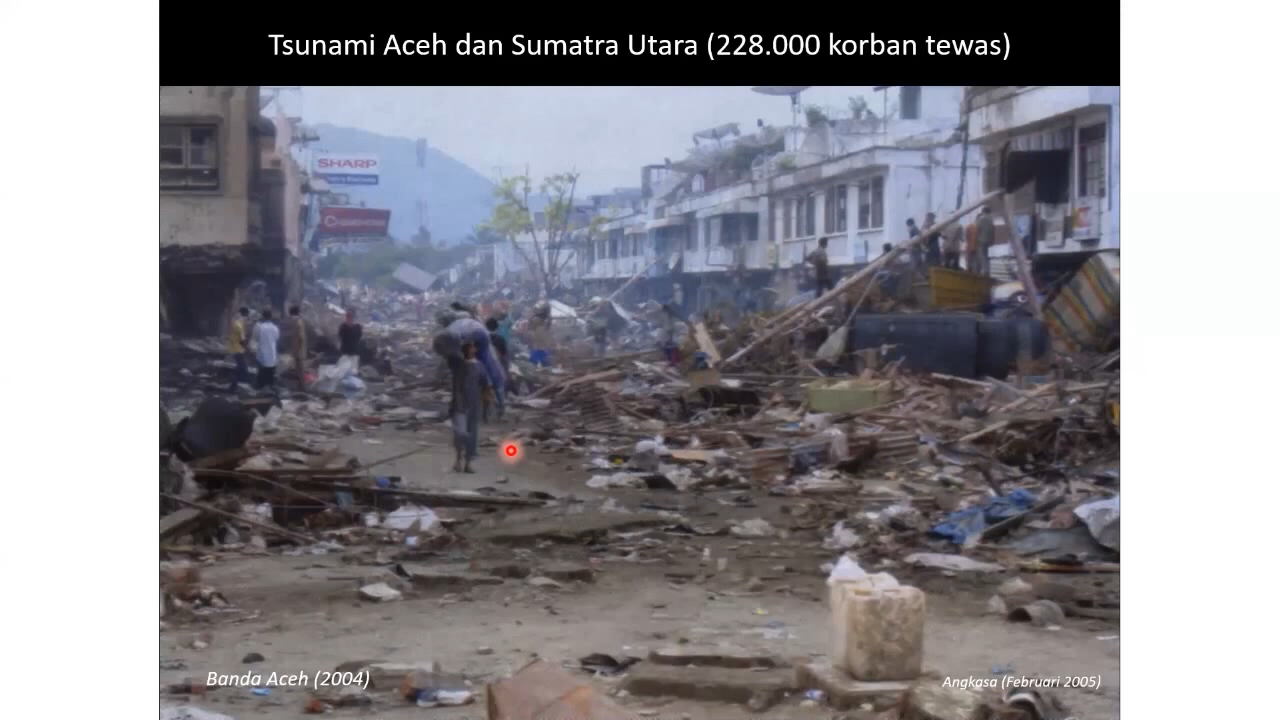 Tsunami Aceh dan Sumatra Utara (228.000 korban tewas)
SHARP
Banda Aceh (2004)
Angkasa (Februari 2005)